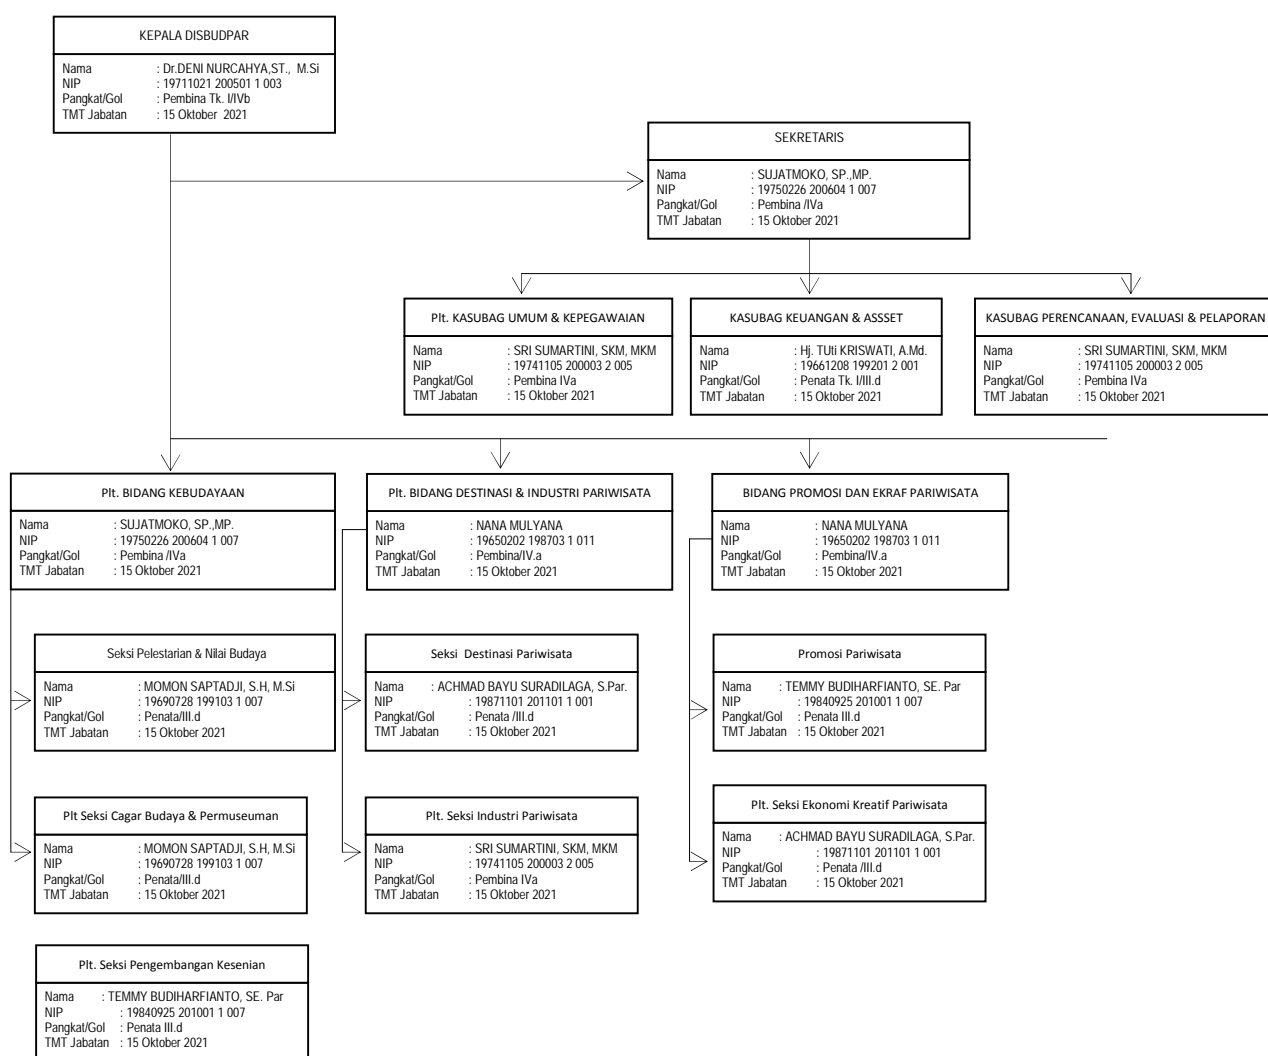 KEPALA DISBUDPAR
Nama : Dr.DENI NURCAHYA,ST., M.Si
NIP : 19711021 200501 1 003
Pangkat/Gol : Pembina Tk. I/IVb
TMT Jabatan : 15 Oktober 2021
SEKRETARIS
Nama : SUJATMOKO, SP.,MP.
NIP : 19750226 200604 1 007
Pangkat/Gol : Pembina /IVa
TMT Jabatan : 15 Oktober 2021
Plt. KASUBAG UMUM & KEPEGAWAIAN
Nama : SRI SUMARTINI, SKM, MKM
NIP : 19741105 200003 2 005
Pangkat/Gol : Pembina IVa
TMT Jabatan : 15 Oktober 2021
KASUBAG KEUANGAN & ASSSET
Nama : Hj. TUti KRISWATI, A.Md.
NIP : 19661208 199201 2 001
Pangkat/Gol : Penata Tk. I/III.d
TMT Jabatan : 15 Oktober 2021
KASUBAG PERENCANAAN, EVALUASI & PELAPORAN
Nama : SRI SUMARTINI, SKM, MKM
NIP : 19741105 200003 2 005
Pangkat/Gol : Pembina IVa
TMT Jabatan : 15 Oktober 2021
Plt. BIDANG KEBUDAYAAN
Nama : SUJATMOKO, SP.,MP.
NIP : 19750226 200604 1 007
Pangkat/Gol : Pembina /IVa
TMT Jabatan : 15 Oktober 2021
Plt. BIDANG DESTINASI & INDUSTRI PARIWISATA
Nama : NANA MULYANA
NIP : 19650202 198703 1 011
Pangkat/Gol : Pembina/IV.a
TMT Jabatan : 15 Oktober 2021
BIDANG PROMOSI DAN EKRAF PARIWISATA
Nama : NANA MULYANA
NIP : 19650202 198703 1 011
Pangkat/Gol : Pembina/IV.a
TMT Jabatan : 15 Oktober 2021
Seksi Pelestarian & Nilai Budaya
Nama : MOMON SAPTADJI, S.H, M.Si
NIP : 19690728 199103 1 007
Pangkat/Gol : Penata/III.d
TMT Jabatan : 15 Oktober 2021
Seksi Destinasi Pariwisata
Nama : ACHMAD BAYU SURADILAGA, S.Par.
NIP : 19871101 201101 1 001
Pangkat/Gol : Penata /III.d
TMT Jabatan : 15 Oktober 2021
Promosi Pariwisata
Nama : TEMMY BUDIHARFIANTO, SE. Par
NIP : 19840925 201001 1 007
Pangkat/Gol : Penata III.d
TMT Jabatan : 15 Oktober 2021
Plt Seksi Cagar Budaya & Permuseuman
Nama : MOMON SAPTADJI, S.H, M.Si
NIP : 19690728 199103 1 007
Pangkat/Gol : Penata/III.d
TMT Jabatan : 15 Oktober 2021
Plt. Seksi Industri Pariwisata
Nama : SRI SUMARTINI, SKM, MKM
NIP : 19741105 200003 2 005
Pangkat/Gol : Pembina IVa
TMT Jabatan : 15 Oktober 2021
Plt. Seksi Ekonomi Kreatif Pariwisata
Nama : ACHMAD BAYU SURADILAGA, S.Par.
NIP : 19871101 201101 1 001
Pangkat/Gol : Penata /III.d
TMT Jabatan : 15 Oktober 2021
Plt. Seksi Pengembangan Kesenian
Nama : TEMMY BUDIHARFIANTO, SE. Par
NIP : 19840925 201001 1 007
Pangkat/Gol : Penata III.d
TMT Jabatan : 15 Oktober 2021